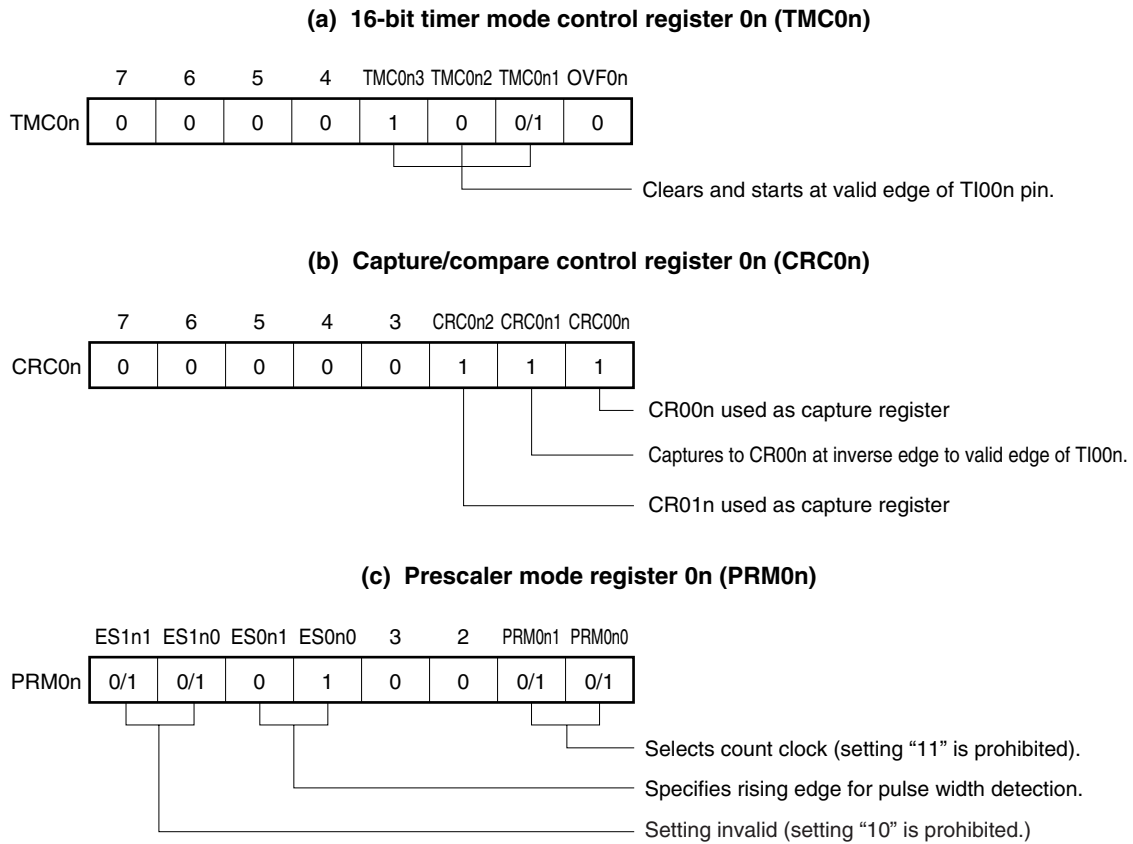 (a) 16-bit timer mode control register 0n (TMC0n)
7 6 5 4 TMC0n3 TMC0n2 TMC0n1 OVF0n
TMC0n 0 0 0 0 1 0 0/1 0
Clears and starts at valid edge of TI00n pin.
(b) Capture/compare control register 0n (CRC0n)
7 6 5 4 3 CRC0n2 CRC0n1 CRC00n
CRC0n 0 0 0 0 0 1 1 1
CR00n used as capture register
Captures to CR00n at inverse edge to valid edge of TI00n.
CR01n used as capture register
(c) Prescaler mode register 0n (PRM0n)
ES1n1 ES1n0 ES0n1 ES0n0 3 2 PRM0n1 PRM0n0
PRM0n 0/1 0/1 0 1 0 0 0/1 0/1
Selects count clock (setting “11” is prohibited).
Specifies rising edge for pulse width detection.
Setting invalid (setting “10” is prohibited.)